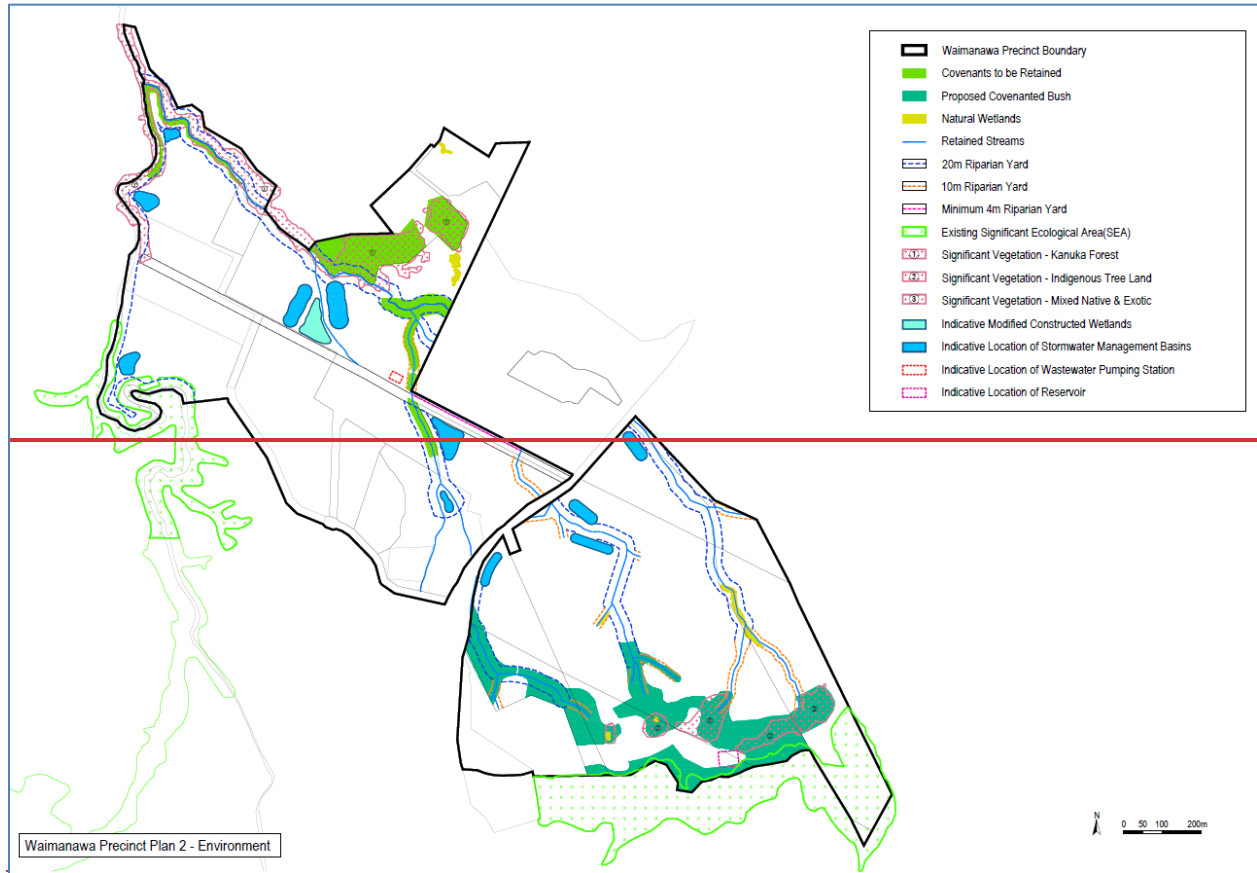 Waimanawa Precinct Boundary
Covenants to be Retained
Proposed Covenanted Bush
Natural Wetlands
Retained Streams
20m Riparian Yard
10m Riparian Yard
Minimum 4m Riparian Yard
Existing Significant Ecological Area(SEA)
(1) Significant Vegetation - Kanuka Forest
(2) Significant Vegetation - Indigenous Tree Land
(3) Significant Vegetation - Mixed Native & Exotic
Indicative Modified Constructed Wetlands
Indicative Location of Stormwater Management Basins
Indicative Location of Wastewater Pumping Station
Indicative Location of Reservoir
N
0 50 100 200m
Waimanawa Precinct Plan 2 - Environment